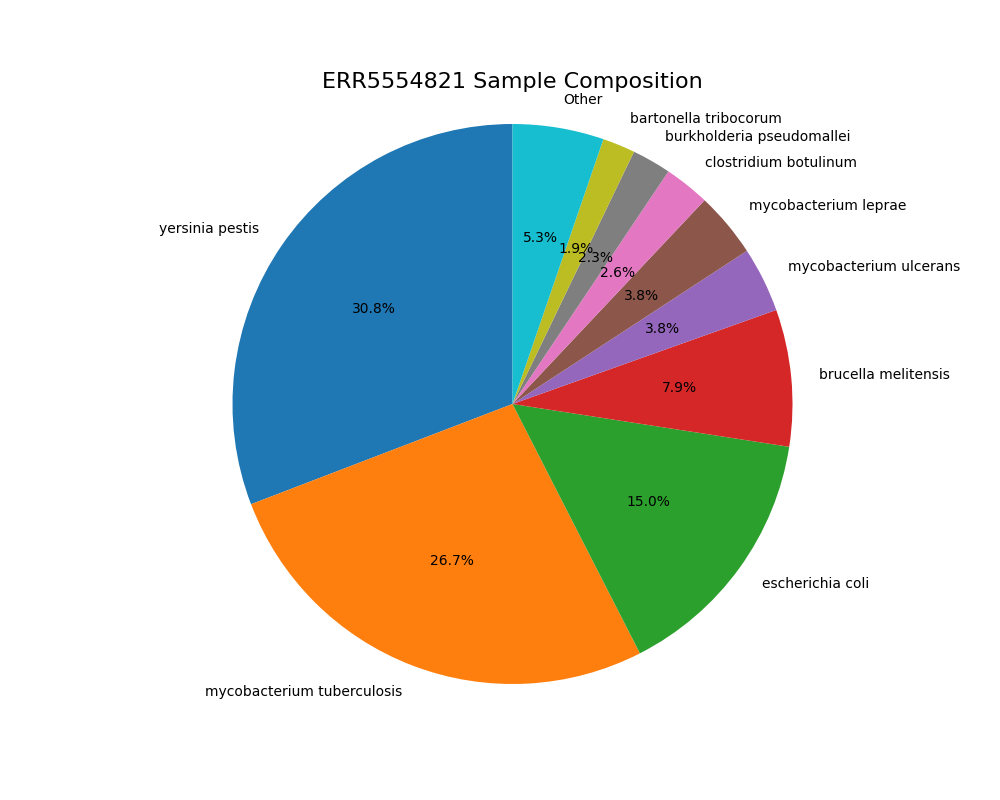 ERR5554821 Sample Composition
Other
bartonella tribocorum
burkholderia pseudomallei
clostridium botulinum
mycobacterium leprae
yersinia pestis
mycobacterium ulcerans
5.3%
1.9%
2.3%
2.6%
3.8%
30.8%
3.8%
brucella melitensis
7.9%
15.0%
26.7%
escherichia coli
mycobacterium tuberculosis